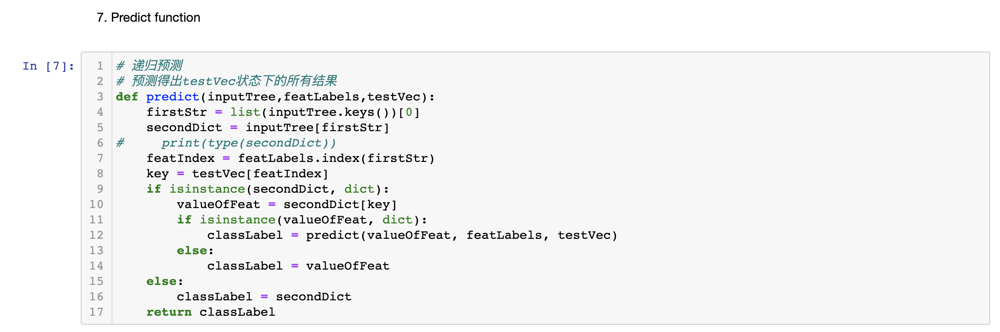 7. Predict function
In [7]:
1 # 递归预测
2 # 预测得出testVec状态下的所有结果
3 def predict(inputTree,featLabels,testVec):
4     firstStr = list(inputTree.keys())[0]
5     secondDict = inputTree[firstStr]
6 #     print(type(secondDict))
7     featIndex = featLabels.index(firstStr)
8     key = testVec[featIndex]
9     if isinstance(secondDict, dict):
10         valueOfFeat = secondDict[key]
11         if isinstance(valueOfFeat, dict):
12             classLabel = predict(valueOfFeat, featLabels, testVec)
13         else:
14             classLabel = valueOfFeat
15     else:
16         classLabel = secondDict
17     return classLabel